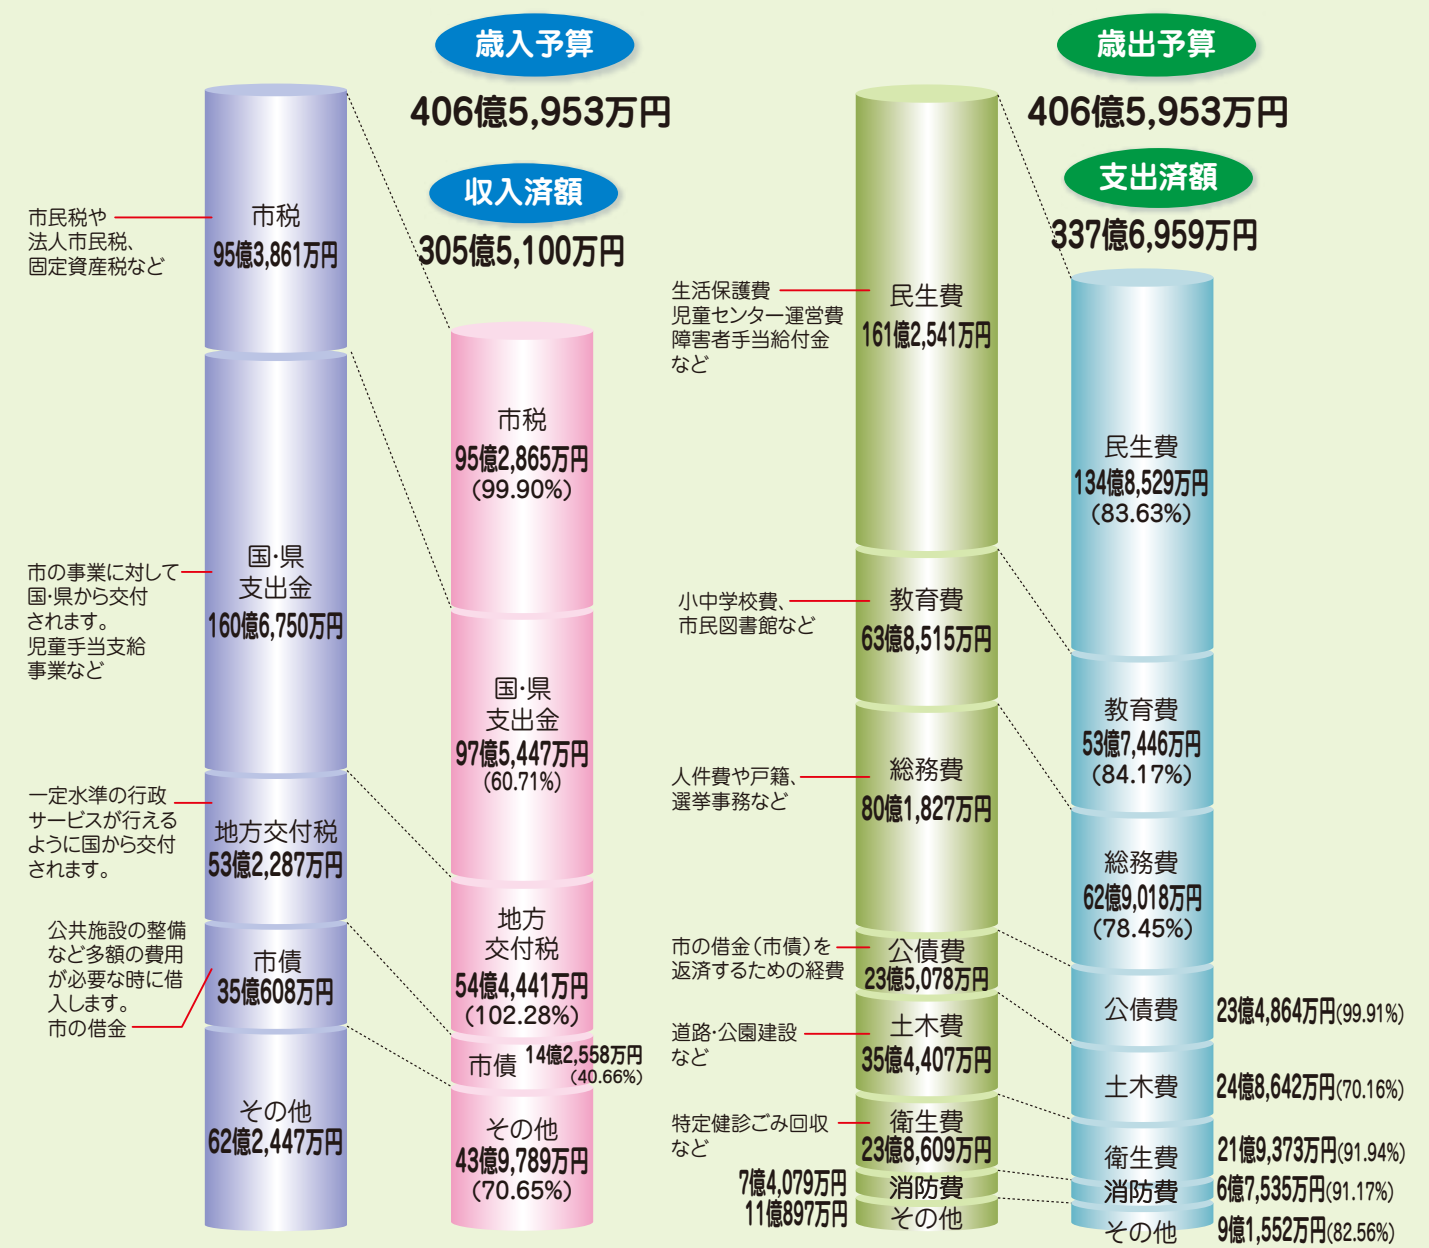 歳入予算
406億5,953万円
収入済額
305億5,100万円
市民税や
法人市民税、
固定資産税など
市税
95億3,861万円
市の事業に対して
国・県から交付
されます。
児童手当支給
事業など
国・県
支出金
160億6,750万円
一定水準の行政
サービスが行える
ように国から交付
されます。
地方交付税
53億2,287万円
公共施設の整備
など多額の費用
が必要な時に借
入します。
市の借金
市債
35億608万円
その他
62億2,447万円
市税
95億2,865万円
(99.90%)
国・県
支出金
97億5,447万円
(60.71%)
地方
交付税
54億4,441万円
(102.28%)
市債
14億2,558万円
(40.66%)
その他
43億9,789万円
(70.65%)
歳出予算
406億5,953万円
支出済額
337億6,959万円
生活保護費
児童センター運営費
障害者手当給付金
など
民生費
161億2,541万円
小中学校費、
市民図書館など
教育費
63億8,515万円
人件費や戸籍、
選挙事務など
総務費
80億1,827万円
市の借金(市債)を
返済するための経費
公債費
23億5,078万円
道路・公園建設
など
土木費
35億4,407万円
特定健診ごみ回収
など
衛生費
23億8,609万円
7億4,079万円
消防費
11億897万円
その他
民生費
134億8,529万円
(83.63%)
教育費
53億7,446万円
(84.17%)
総務費
62億9,018万円
(78.45%)
公債費
23億4,864万円(99.91%)
土木費
24億8,642万円(70.16%)
衛生費
21億9,373万円(91.94%)
消防費
6億7,535万円(91.17%)
その他
9億1,552万円(82.56%)